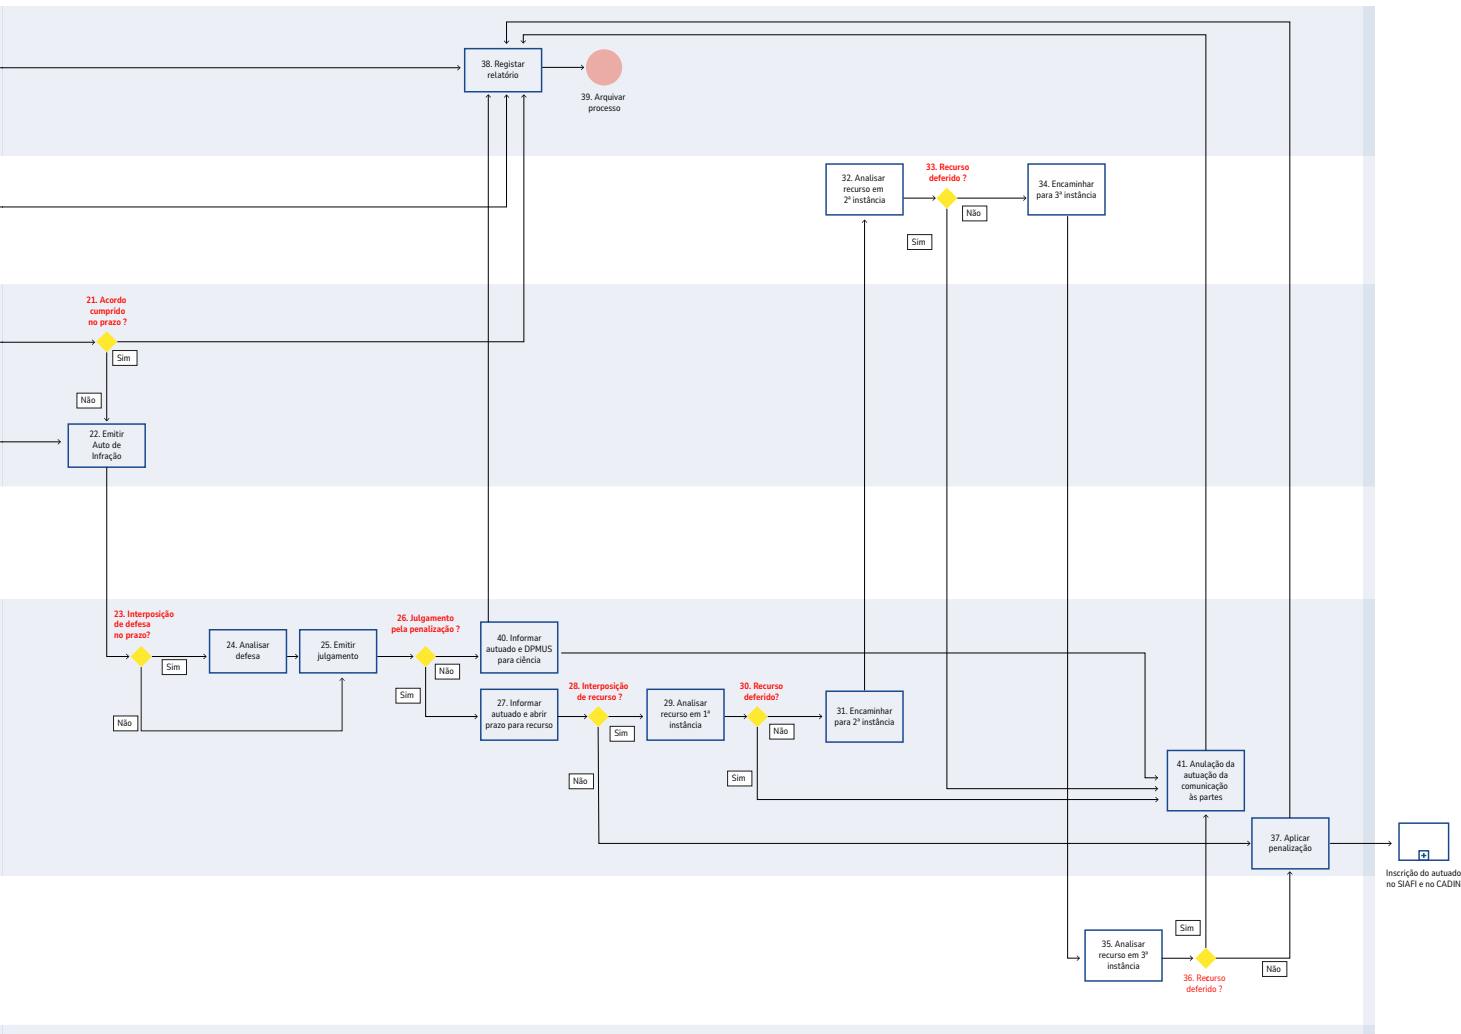 38. Registar
relatório
39. Arquivar
processo
32. Analisar
recurso em
2ª instância
33. Recurso
deferido ?
Não
Sim
34. Encaminhar
para 3ª instância
21. Acordo
cumprido
no prazo ?
Sim
Não
22. Emitir
Auto de
Infração
23. Interposição
de defesa
no prazo?
Sim
Não
24. Analisar
defesa
25. Emitir
julgamento
26. Julgamento
pela penalização ?
Não
Sim
40. Informar
autuado e DPMUS
para ciência
27. Informar
autuado e abrir
prazo para recurso
28. Interposição
de recurso ?
Sim
Não
29. Analisar
recurso em 1ª
instância
30. Recurso
deferido?
Não
Sim
31. Encaminhar
para 2ª instância
41. Anulação da
autuação da
comunicação
às partes
37. Aplicar
penalização
Inscrição do autuado
no SIAFI e no CADIN
35. Analisar
recurso em 3ª
instância
Sim
36. Recurso
deferido ?
Não